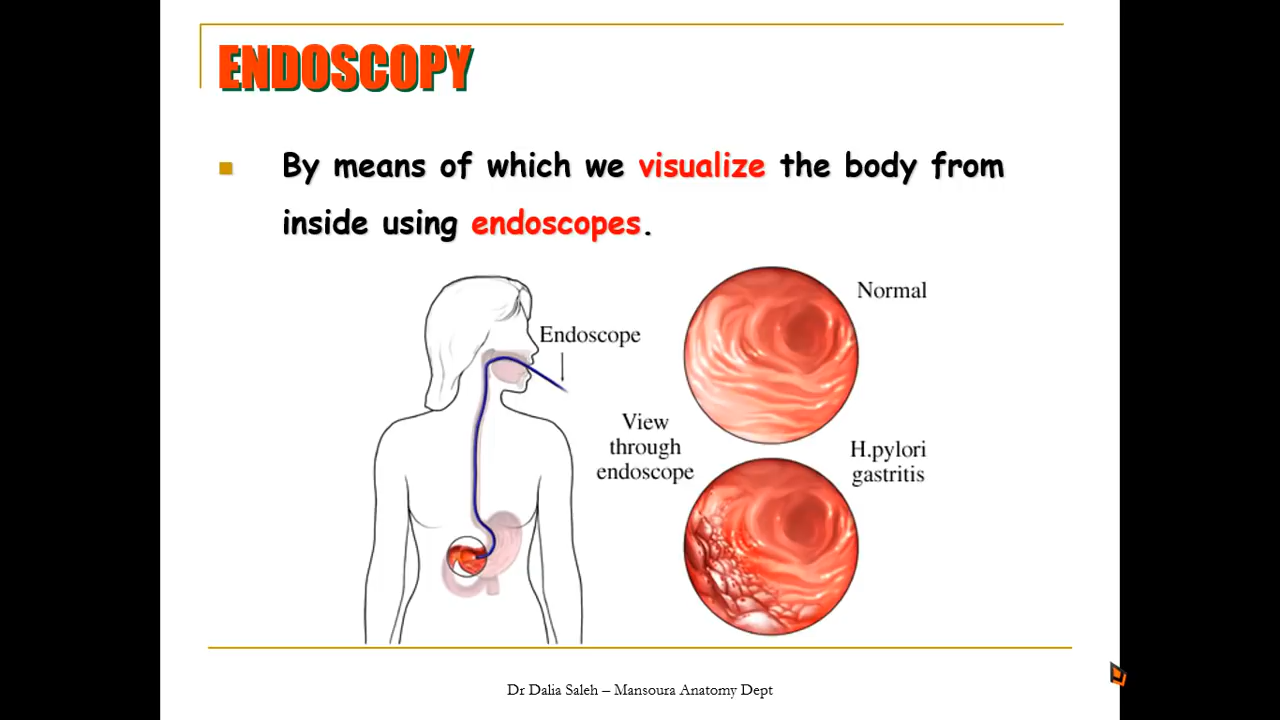 ENDOSCOPY
By means of which we visualize the body from
inside using endoscopes.
Endoscope
Normal
View
through
endoscope
H.pylori
gastritis
Dr Dalia Saleh – Mansoura Anatomy Dept